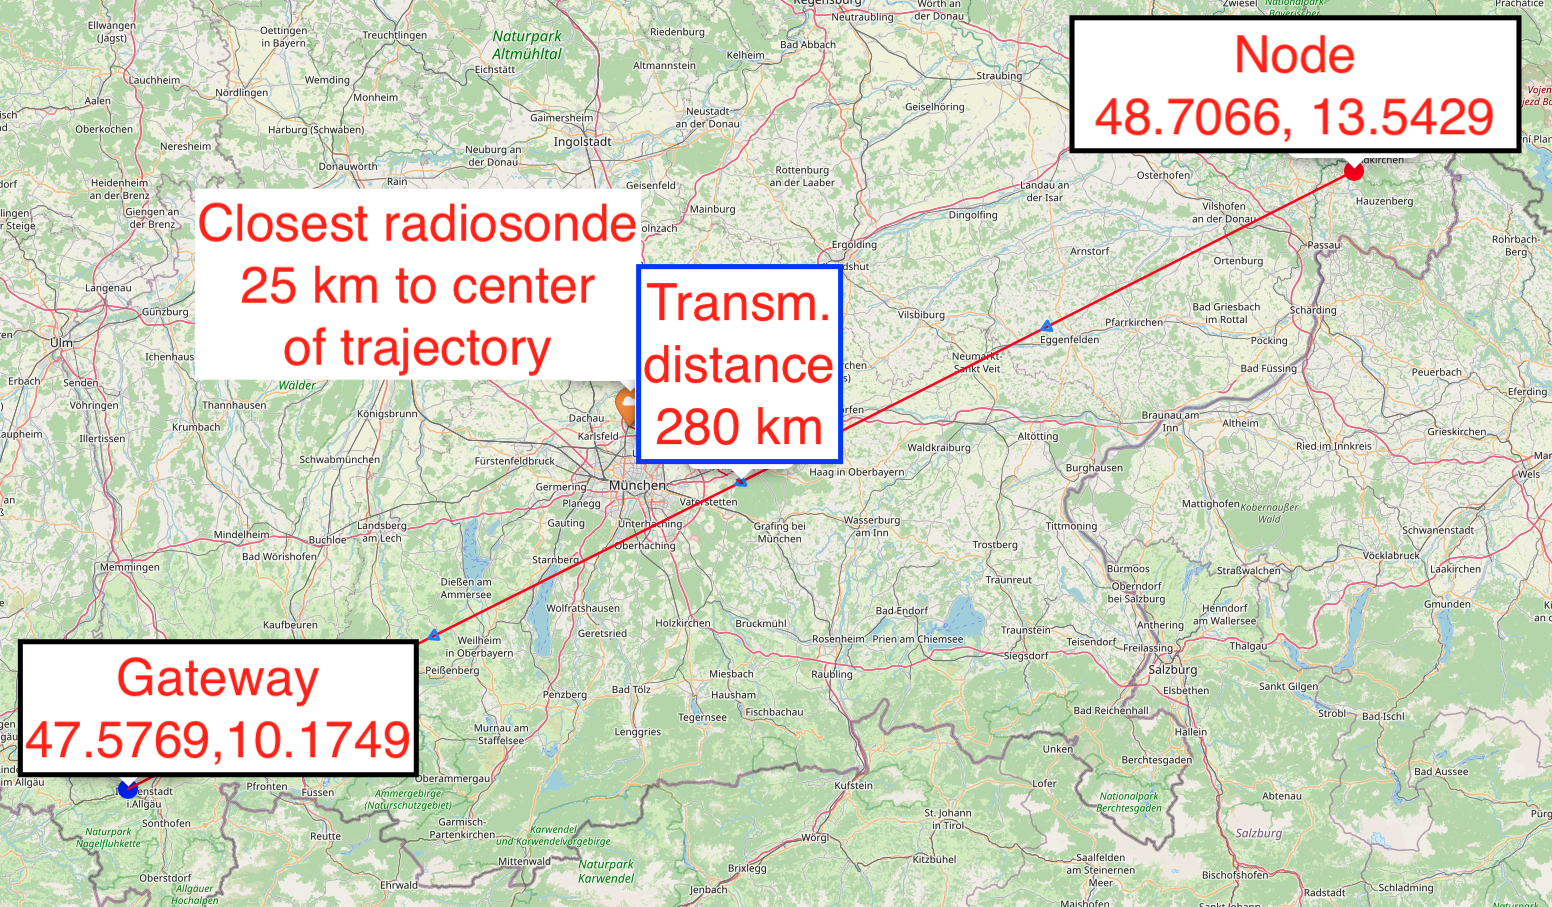 Node
48.7066, 13.5429
Closest radiosonde
25 km to center
of trajectory
Transm.
distance
280 km
Gateway
47.5769,10.1749
Ellwangen
(Jagst)
Oettingen
in Bayern
Treuchtlingen
Naturpark
Altmühltal
Riedenburg
Neutraubling
Wörth an
der Donau
Zwiesel
Nationalpark
Prachatice
Bad Abbach
Kelheim
Altmannstein
Eichstätt
Straubing
Lauchheim
Wemding
Nördlingen
Monheim
Aalen
Oberkochen
Harburg (Schwaben)
Gaimersheim
Neustadt
an der Donau
Geiselhöring
Ingolstadt
Neresheim
Neuburg an
der Donau
Donauwörth
Rain
Geisenfeld
Rottenburg
an der Laaber
Landau an
der Isar
Osterhofen
Hauzenberg
Heidenheim
an der Brenz
Giengen an
der Brenz
Mainburg
Dingolfing
Vilshofen
an der Donau
Passau
Rohrbach-
Berg
Ergolding
Arnstorf
Ortenburg
Langenau
Günzburg
Ulm
Ichenhausen
Vilsburg
Vilsbiburg
Pfarrkirchen
Bad Griesbach
im Rottal
Scharding
Eggenfelden
Pocking
Neumarkt-
Sankt Veit
Bad Füssing
Peuerbach
Eferding
Erbach
Senden
Wälder
Vöhringen
Thannhausen
Krumbach
Königsbrunn
Dachau
Karlsfeld
Illertissen
Braunau am
Inn
Altheim
Grieskirchen
Ried im Innkreis
Wels
Altötting
Waldkraiburg
Schwabmünchen
Fürstenfeldbruck
Haag in Oberbayern
Burghausen
Germering
München
Planegg
Vaterstetten
Mattighofen
Kobernaußer
Wald
Landsberg
am Lech
Gauting
Unterhaching
Oberhaching
Grafing bei
München
Wasserburg
am Inn
Tittmoning
Schwanenstadt
Mindelheim
Buchloe
Bad Wörishofen
Starnberg
Trostberg
Vöcklabruck
Memmingen
Dießen am
Ammersee
Traunreut
Bürmoos
Oberndorf
bei Salzburg
Straßwalchen
Laakirchen
Wolfratshausen
Bad Endorf
Henndorf
am Wallersee
Gmunden
Kaufbeuren
Weilheim
in Oberbayern
Geretsried
Holzkirchen
Bruckmühl
Rosenheim
Prien am Chiemsee
Traunstein
Teisendorf
Anthering
Freilassing
Thalgau
Siegsdorf
Peißenberg
Miesbach
Raubling
Salzburg
Penzberg
Bad Tölz
Hausham
Elsbethen
Sankt Gilgen
Tegernsee
Fischbachau
Bad Reichenhall
Strobl
Bad Ischl
Murnau am
Staffelsee
Lenggries
Hallein
Unken
Berchtesgaden
Oberammergau
Lofer
Bad Aussee
im Allgäu
i.Allgäu
Pfronten
Füssen
Ammergebirge
(Naturschutzgebiet)
Kufstein
Nationalpark
Berchtesgaden
Abtenau
Sonthofen
Naturpark
Nagelfluhkette
Reutte
Garmisch-
Partenkirchen
Karwendel
und Karwendelvorgebirge
St. Johann
in Tirol
Salzburg
Wörgl
Mittenwald
Naturpark
Karwendel
Kitzbühel
Saalfelden
am Steinernen
Meer
Brixlegg
Bischofshofen
Oberstdorf
Allgäuer
Hochalpen
Ehrwald
Jenbach
Radstadt
Schladming
Maishofen